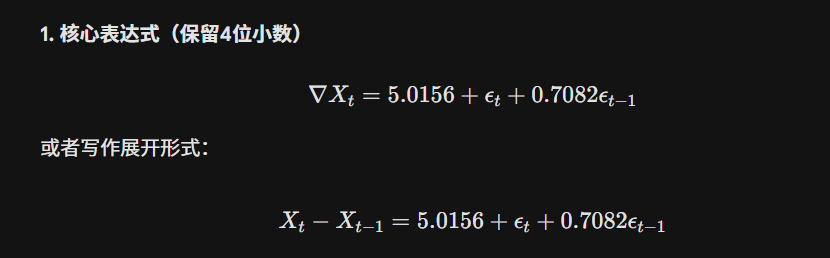 1. 核心表达式（保留4位小数）
∇X_t = 5.0156 + ϵ_t + 0.7082ϵ_{t−1}
或者写作展开形式：
X_t − X_{t−1} = 5.0156 + ϵ_t + 0.7082ϵ_{t−1}